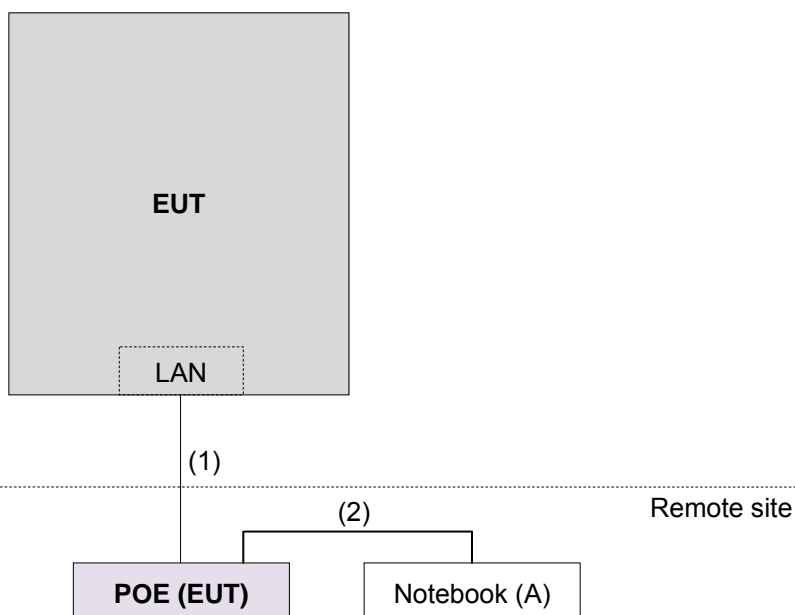 EUT
LAN
(1)
Remote site
(2)
POE (EUT)
Notebook (A)